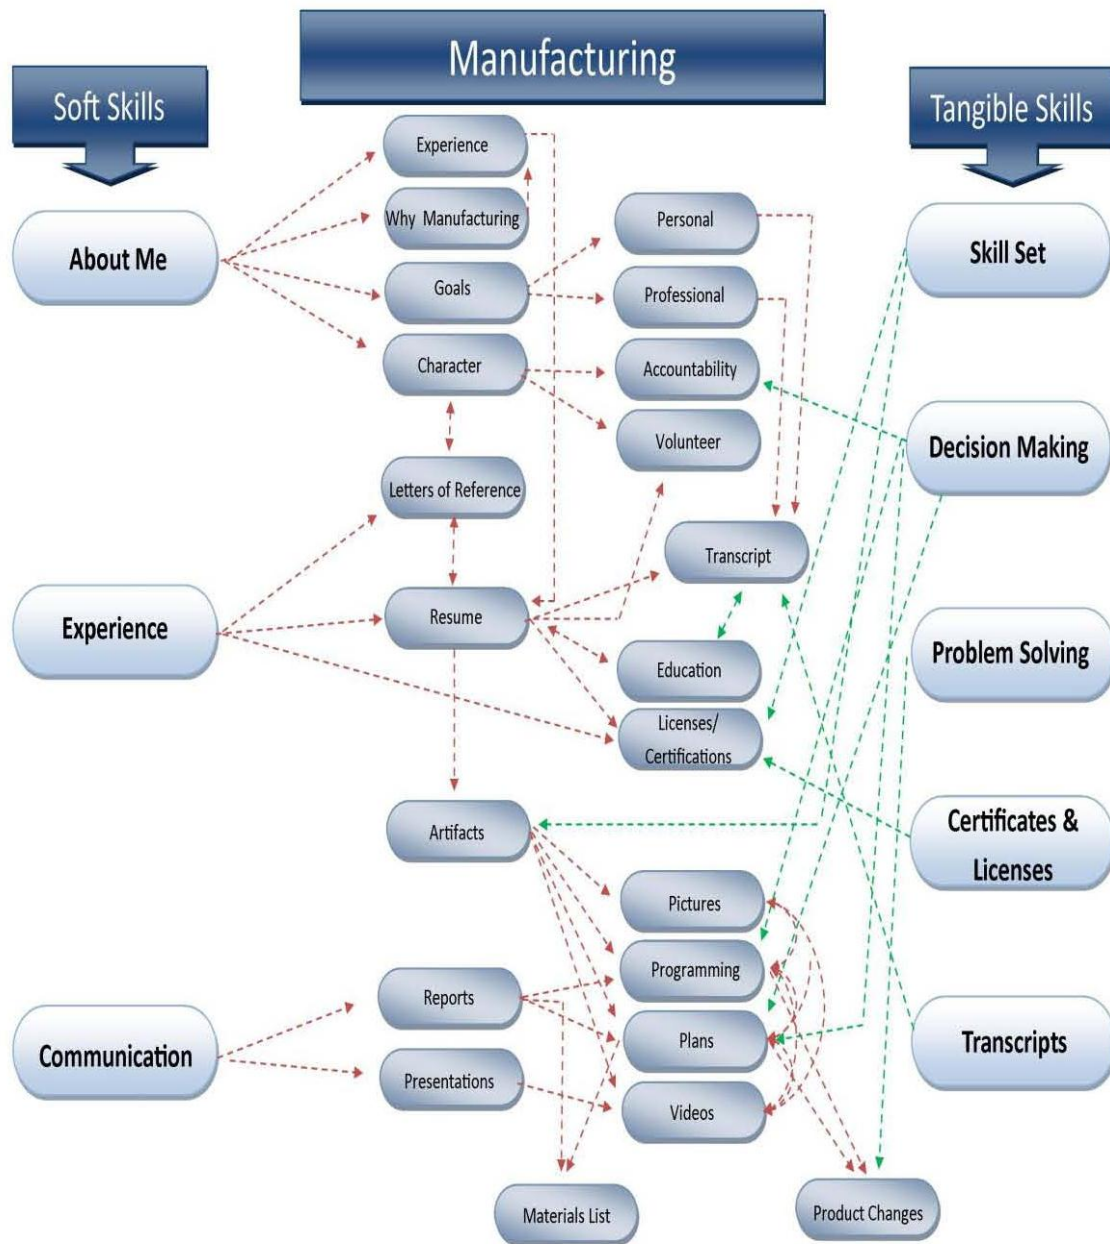 Manufacturing
Soft Skills
Tangible Skills
About Me
Experience
Communication
Experience
Why Manufacturing
Goals
Character
Letters of Reference
Resume
Artifacts
Reports
Presentations
Materials List
Personal
Professional
Accountability
Volunteer
Transcript
Education
Licenses/
Certifications
Pictures
Programming
Plans
Videos
Product Changes
Skill Set
Decision Making
Problem Solving
Certificates &
Licenses
Transcripts